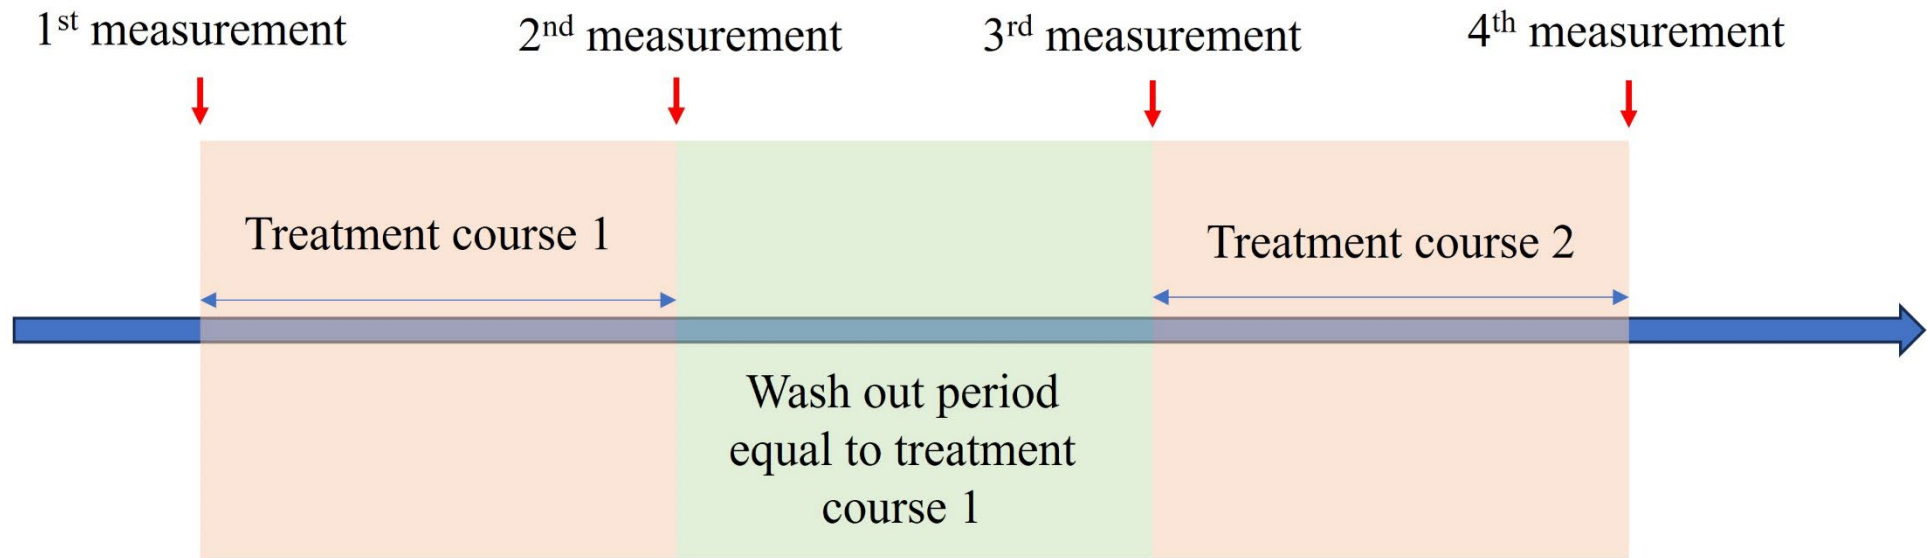 1st measurement
2nd measurement
3rd measurement
4th measurement
Treatment course 1
Treatment course 2
Wash out period
equal to treatment
course 1